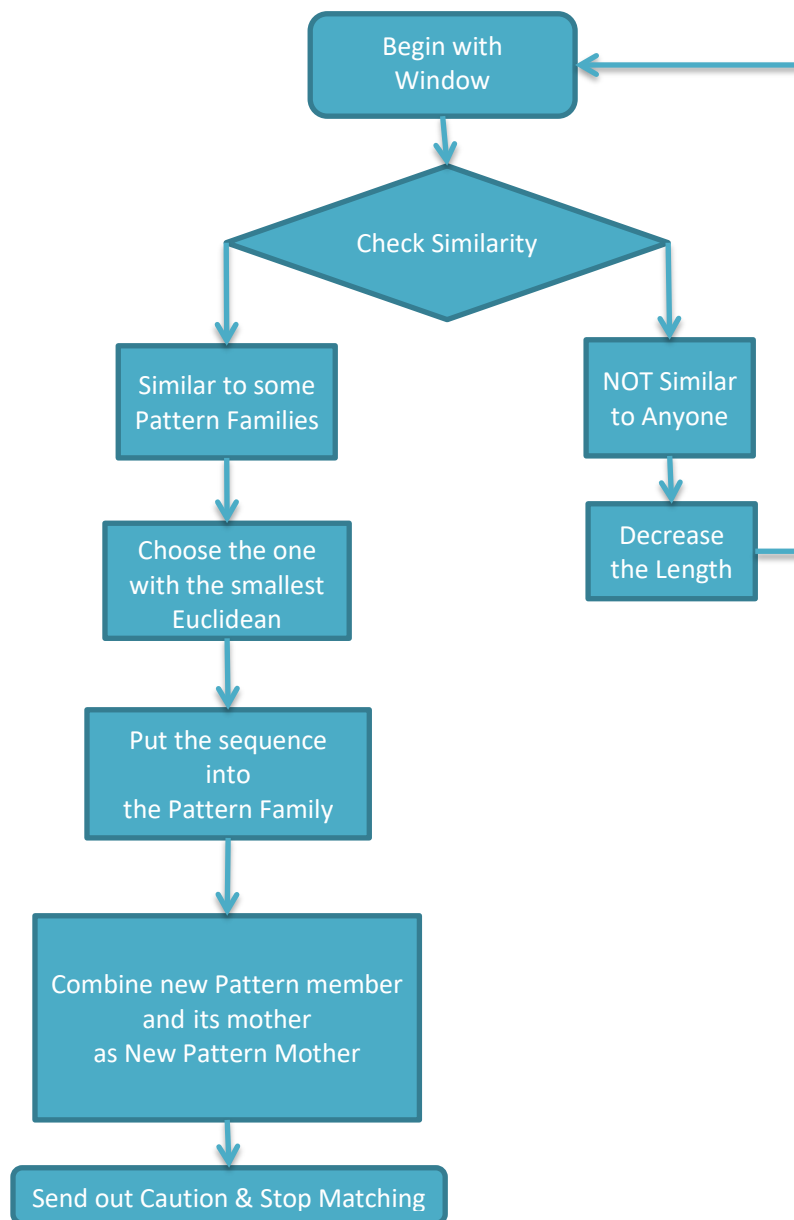 Begin with
Window
Check Similarity
Similar to some
Pattern Families
NOT Similar
to Anyone
Choose the one
with the smallest
Euclidean
Decrease
the Length
Put the sequence
into
the Pattern Family
Combine new Pattern member
and its mother
as New Pattern Mother
Send out Caution & Stop Matching